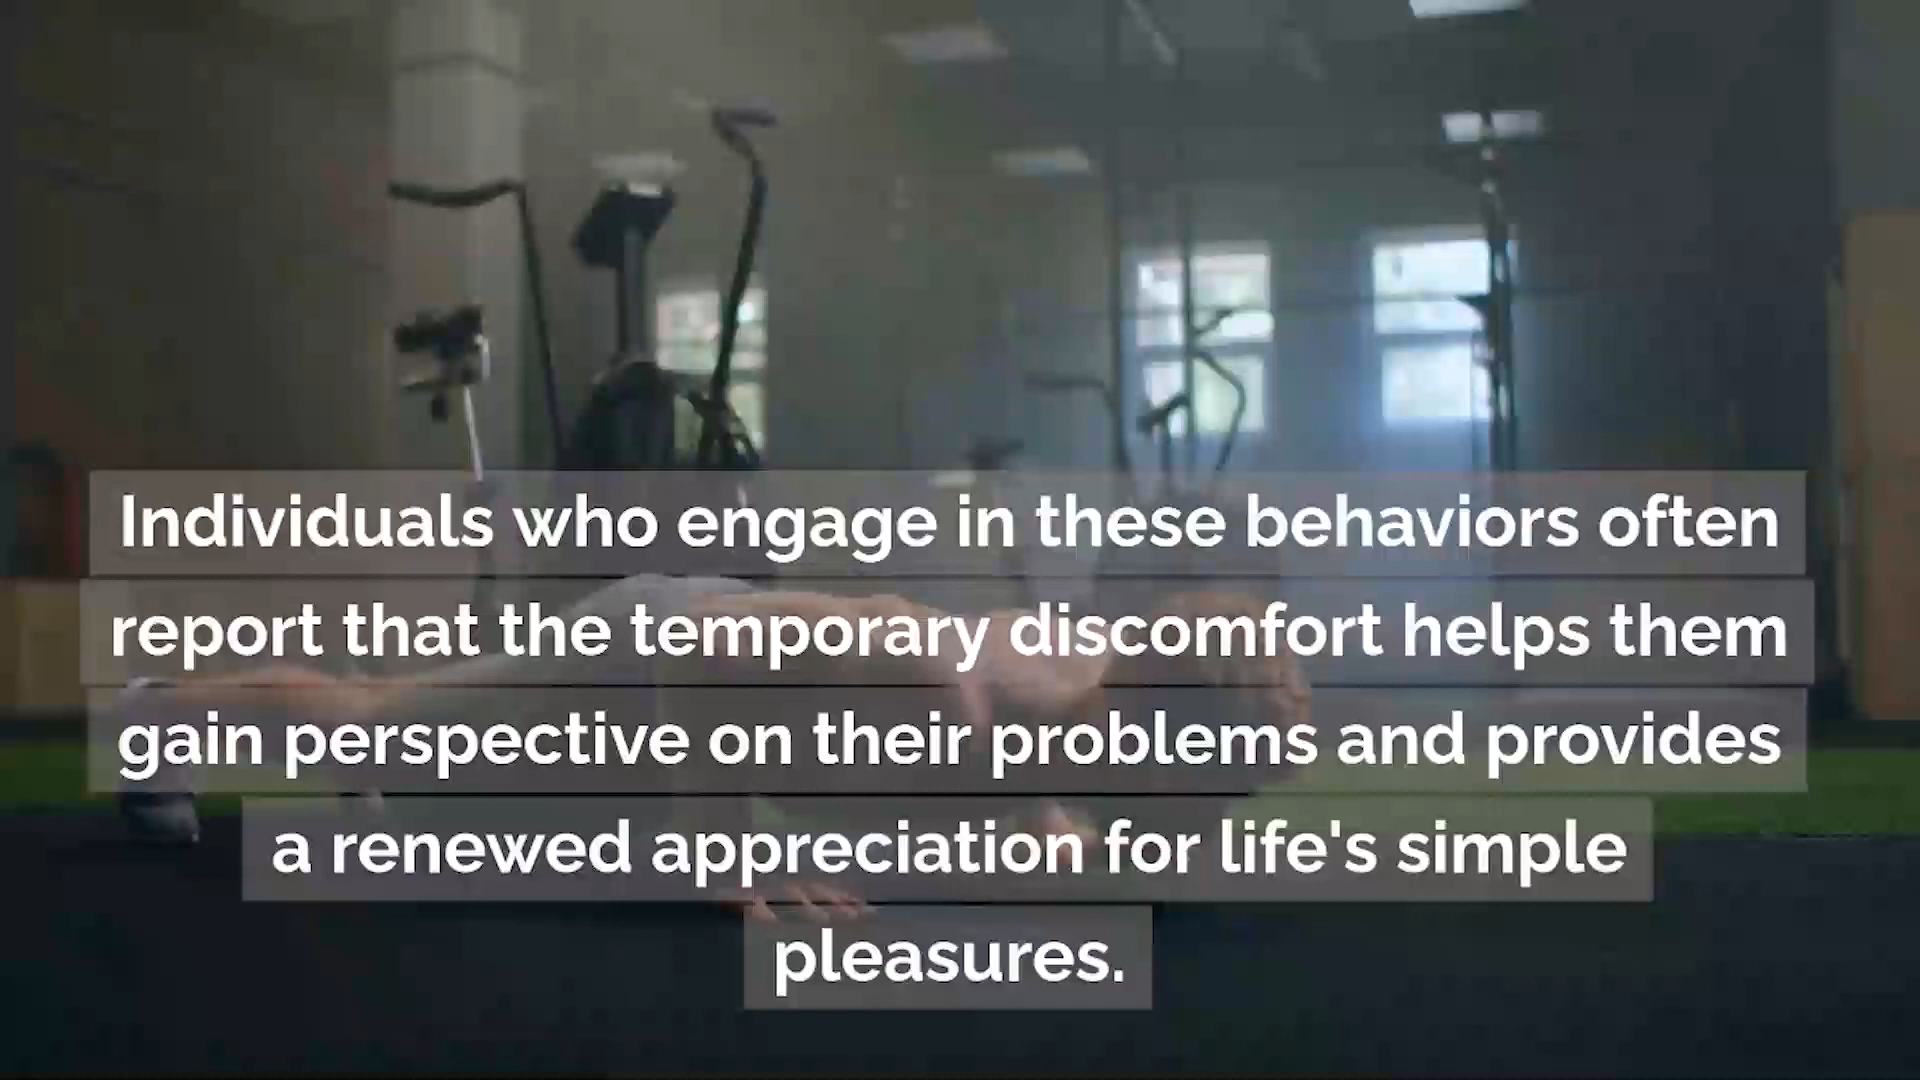 Individuals who engage in these behaviors often
report that the temporary discomfort helps them
gain perspective on their problems and provides
a renewed appreciation for life's simple
pleasures.